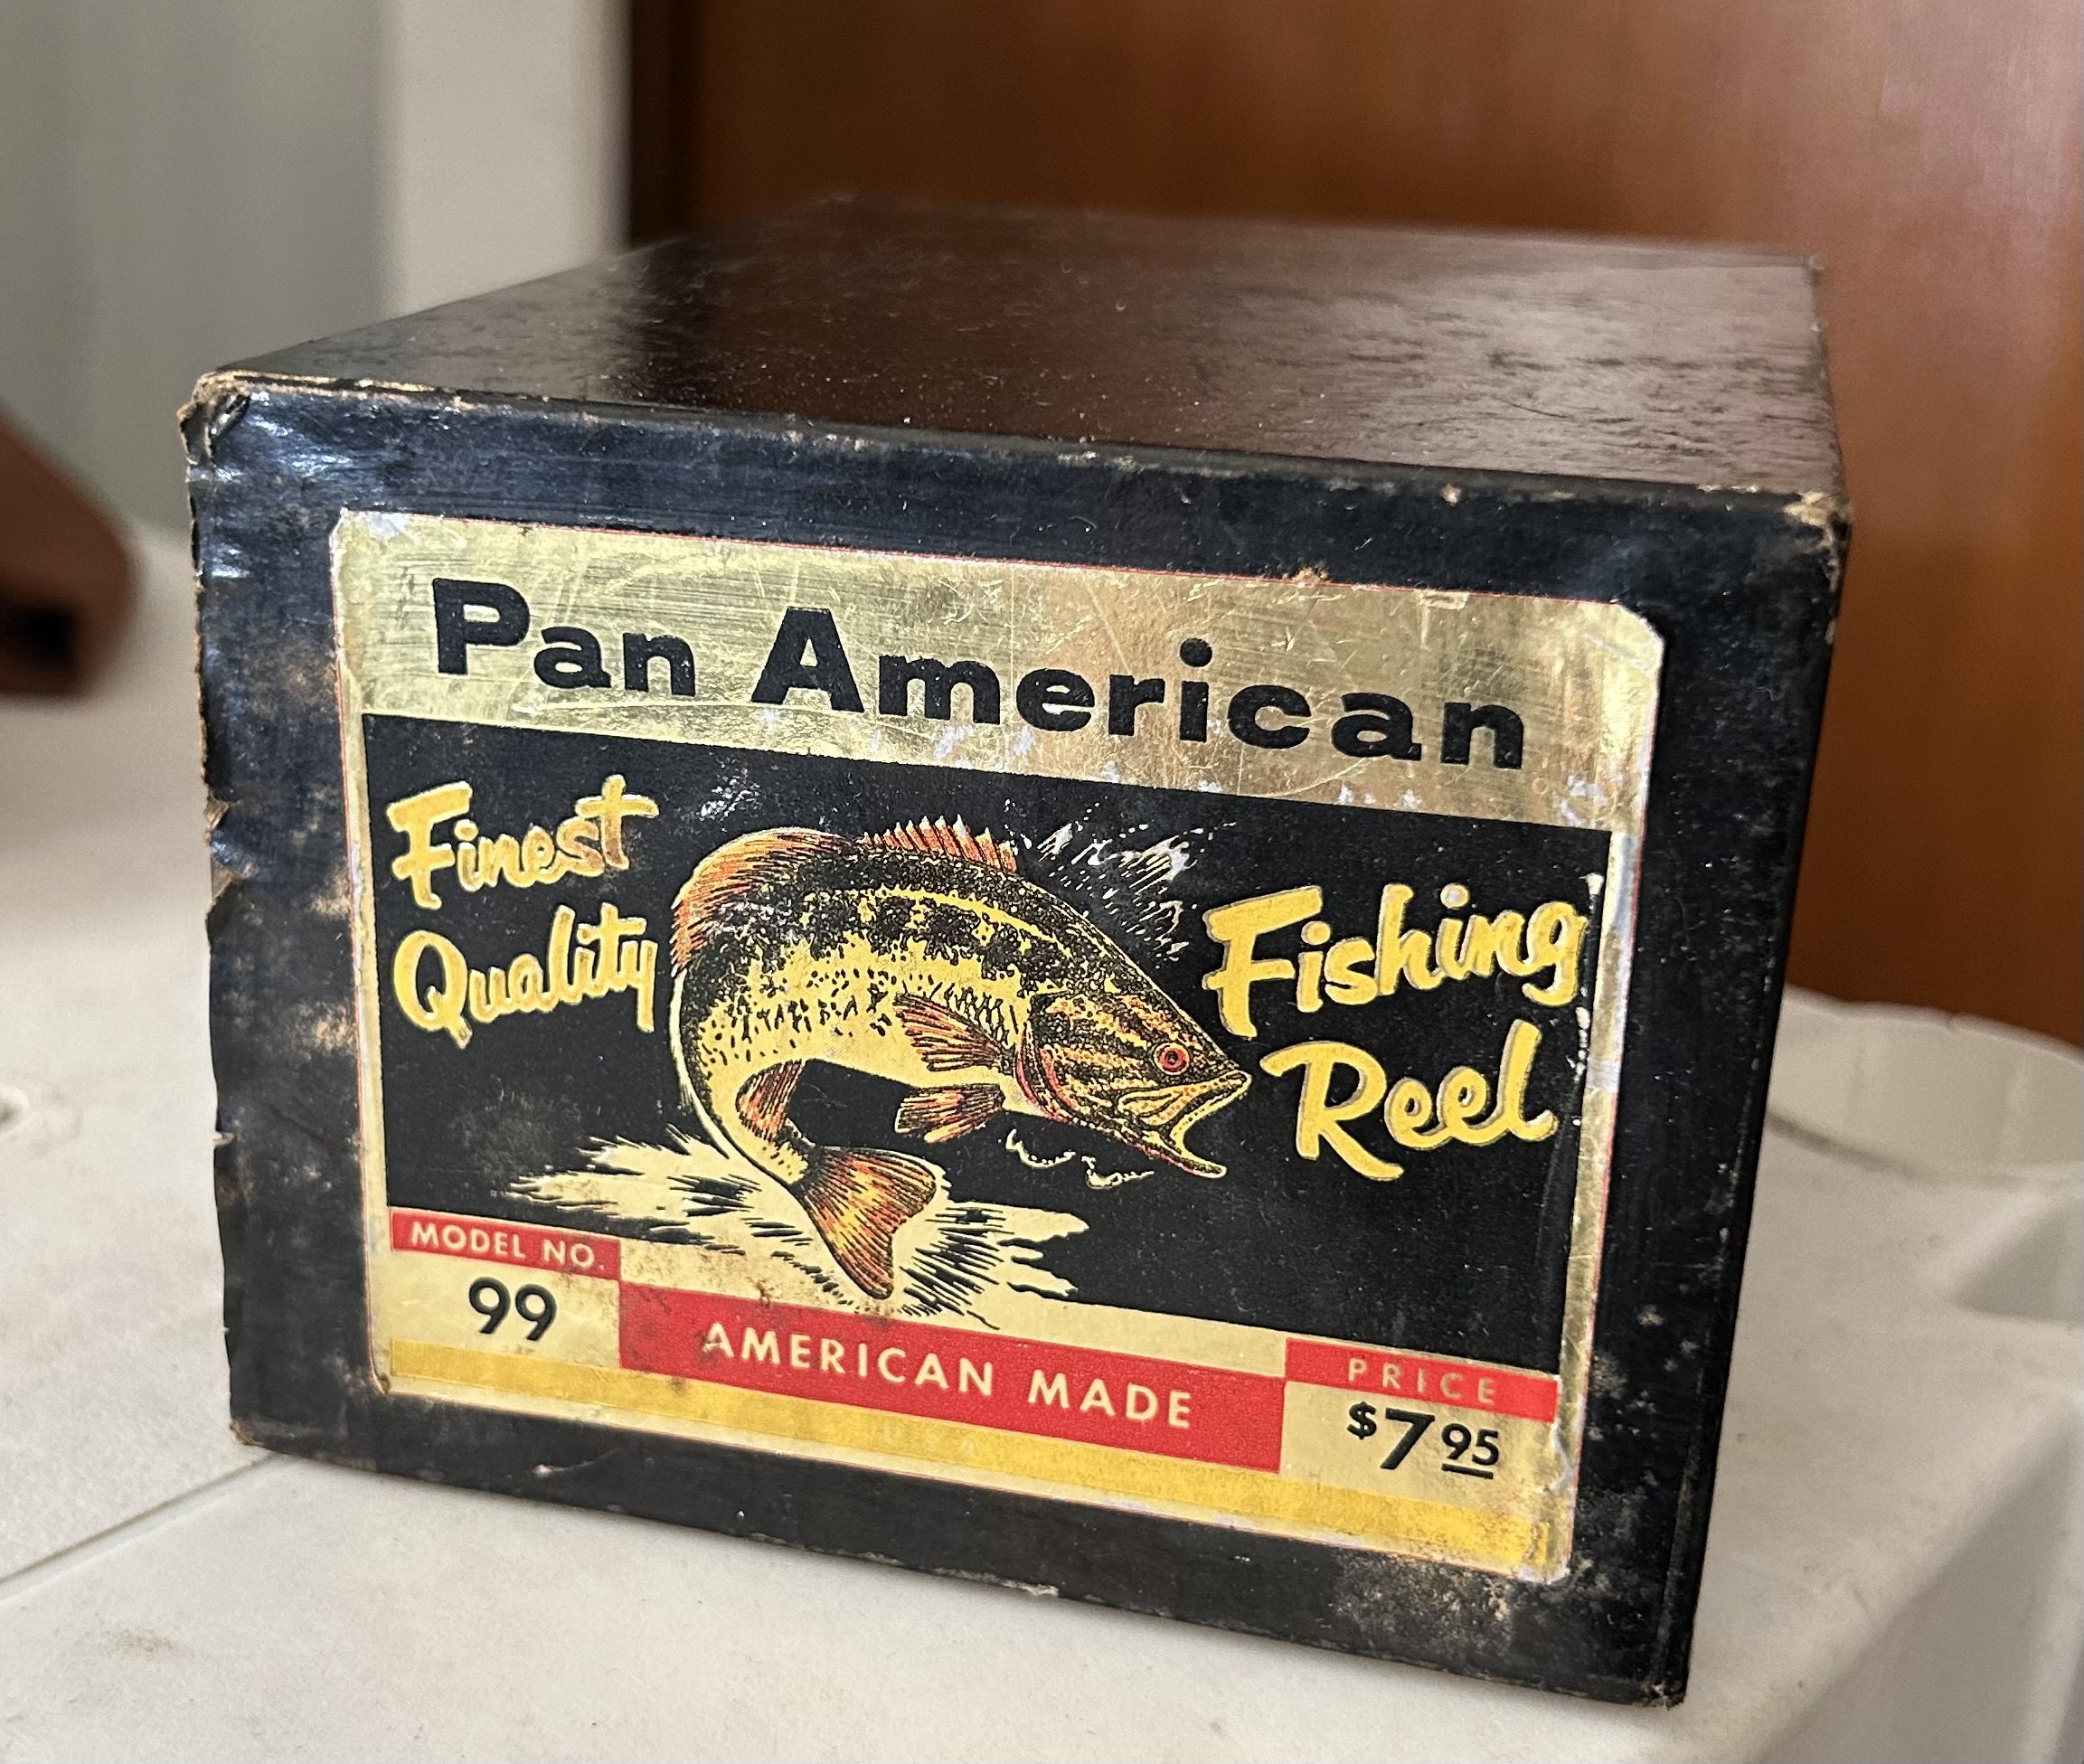 Pan American
Finest
Quality
Fishing
Reel
MODEL NO.
99
AMERICAN MADE
PRICE
$7 95